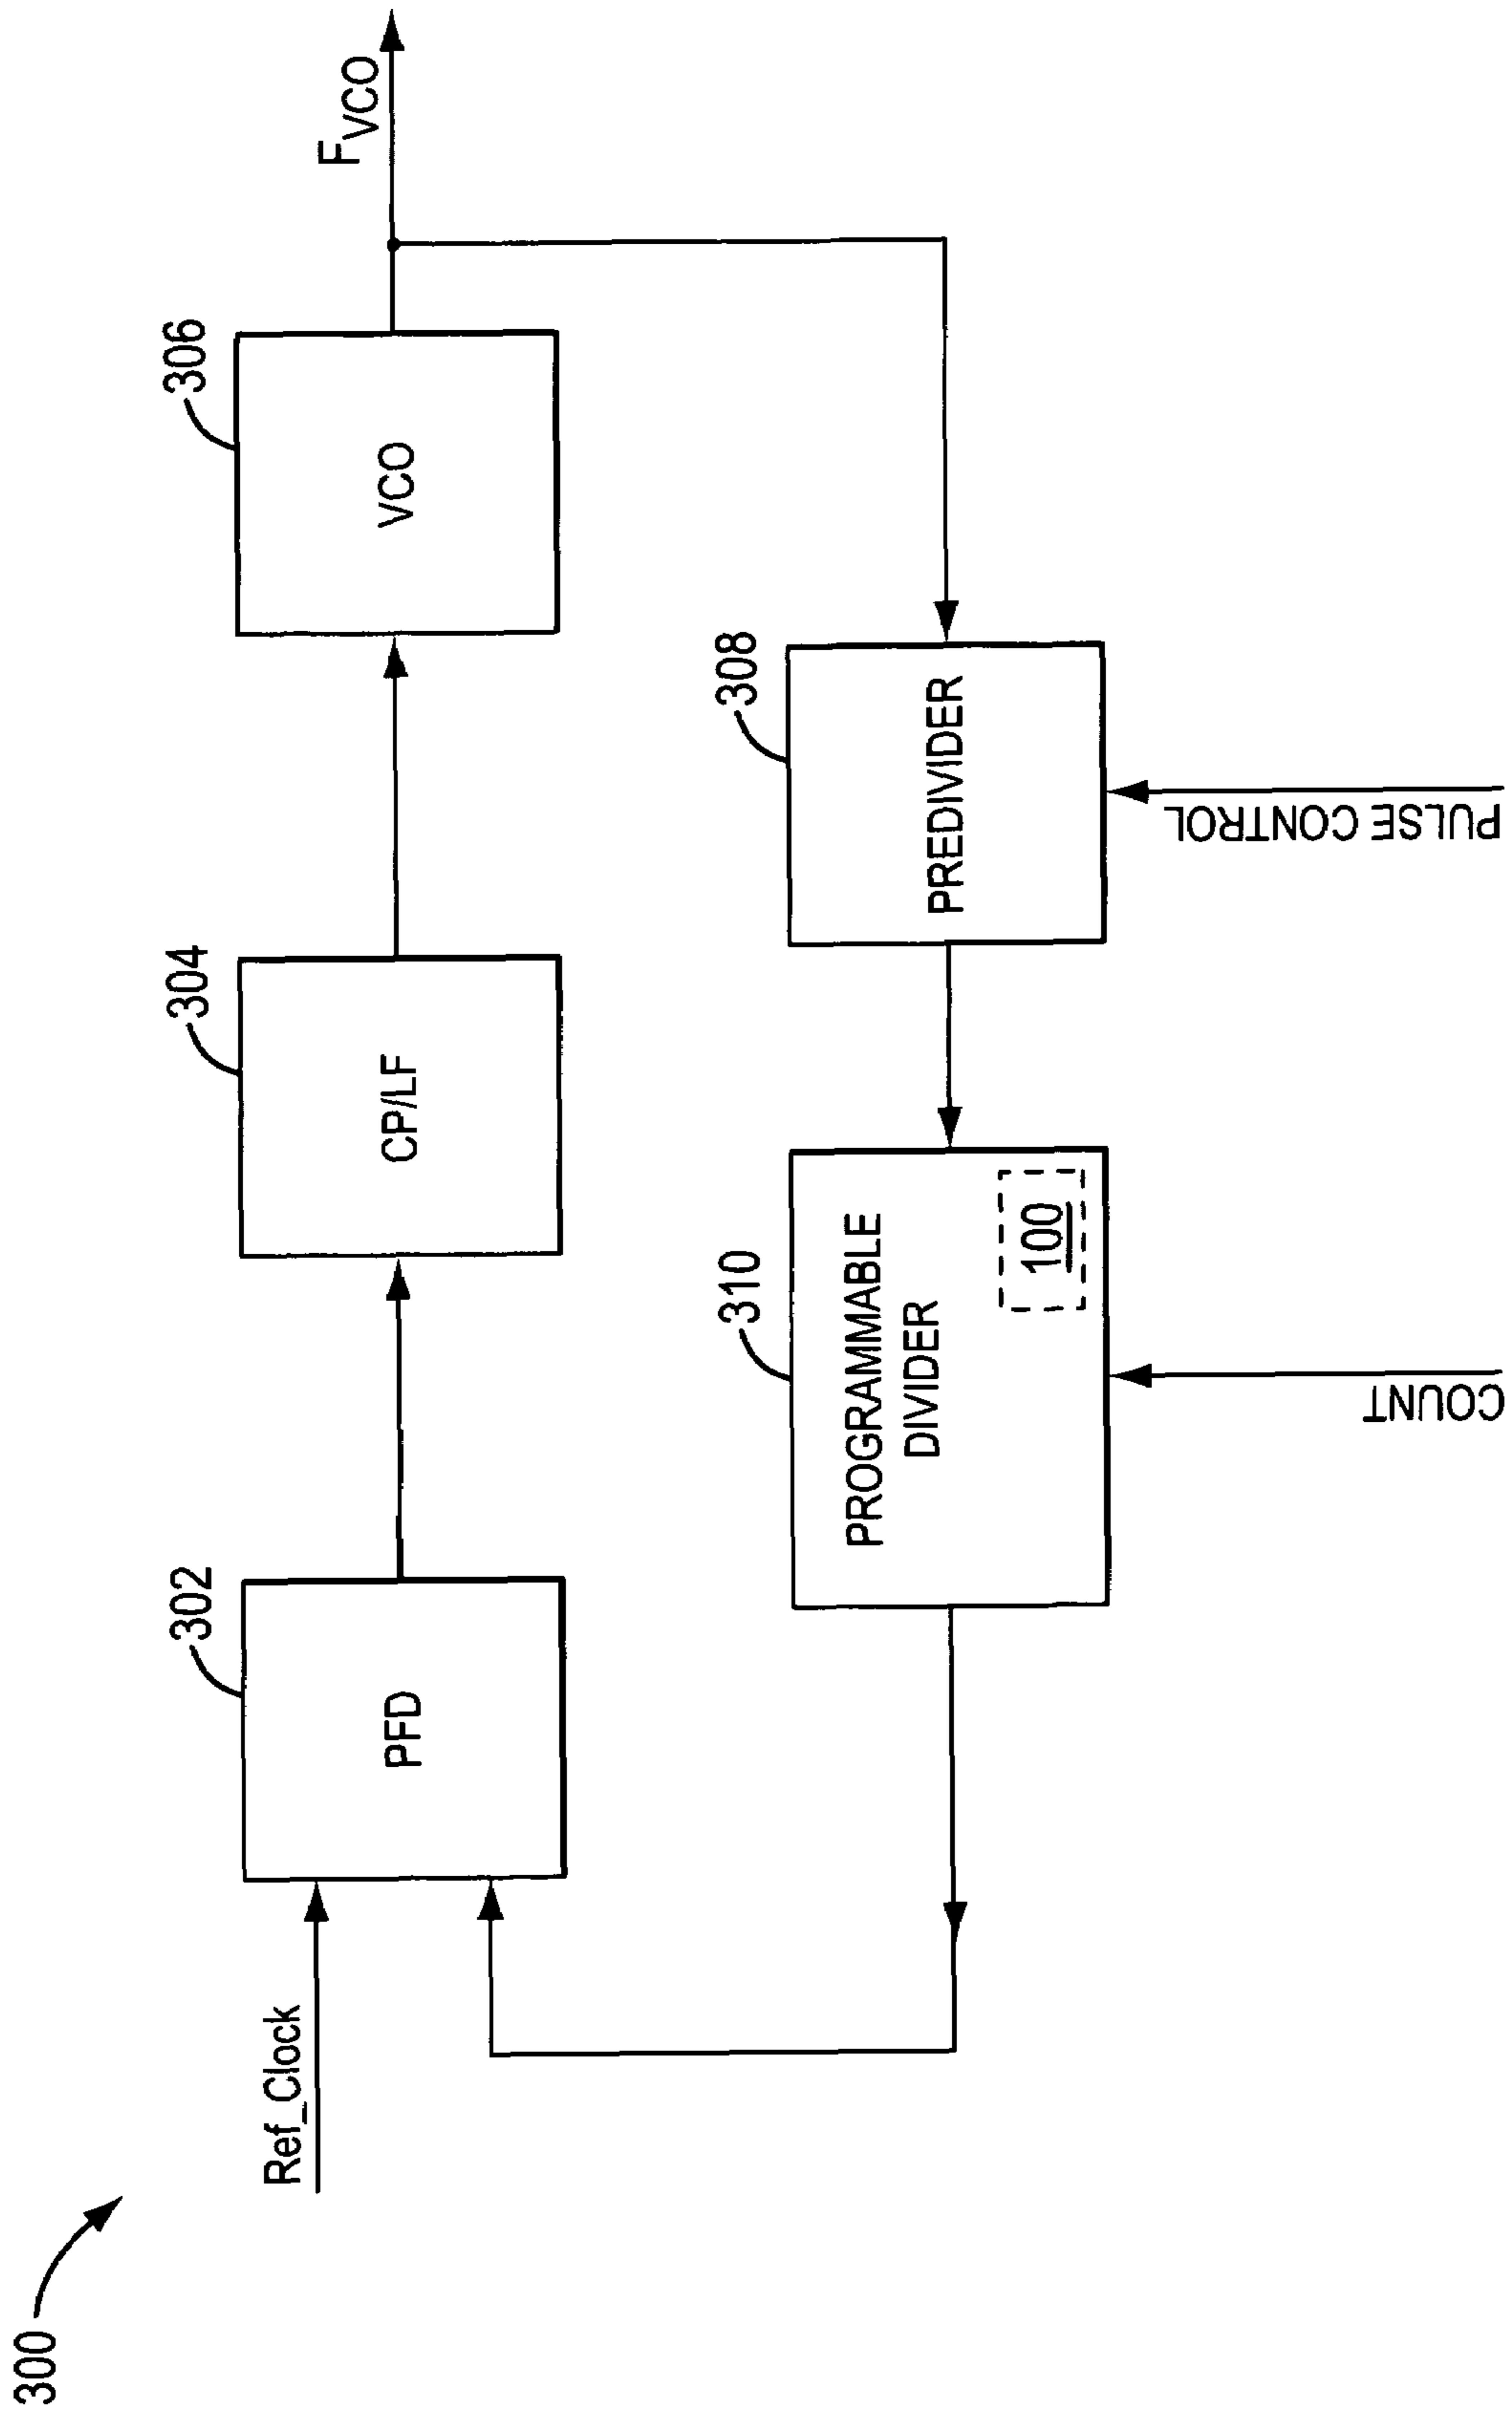 300
Ref_Clock
302
PFD
304
CP/LF
306
VCO
FVCO
310
PROGRAMMABLE
DIVIDER
100
308
PREDIVIDER
COUNT
PULSE CONTROL